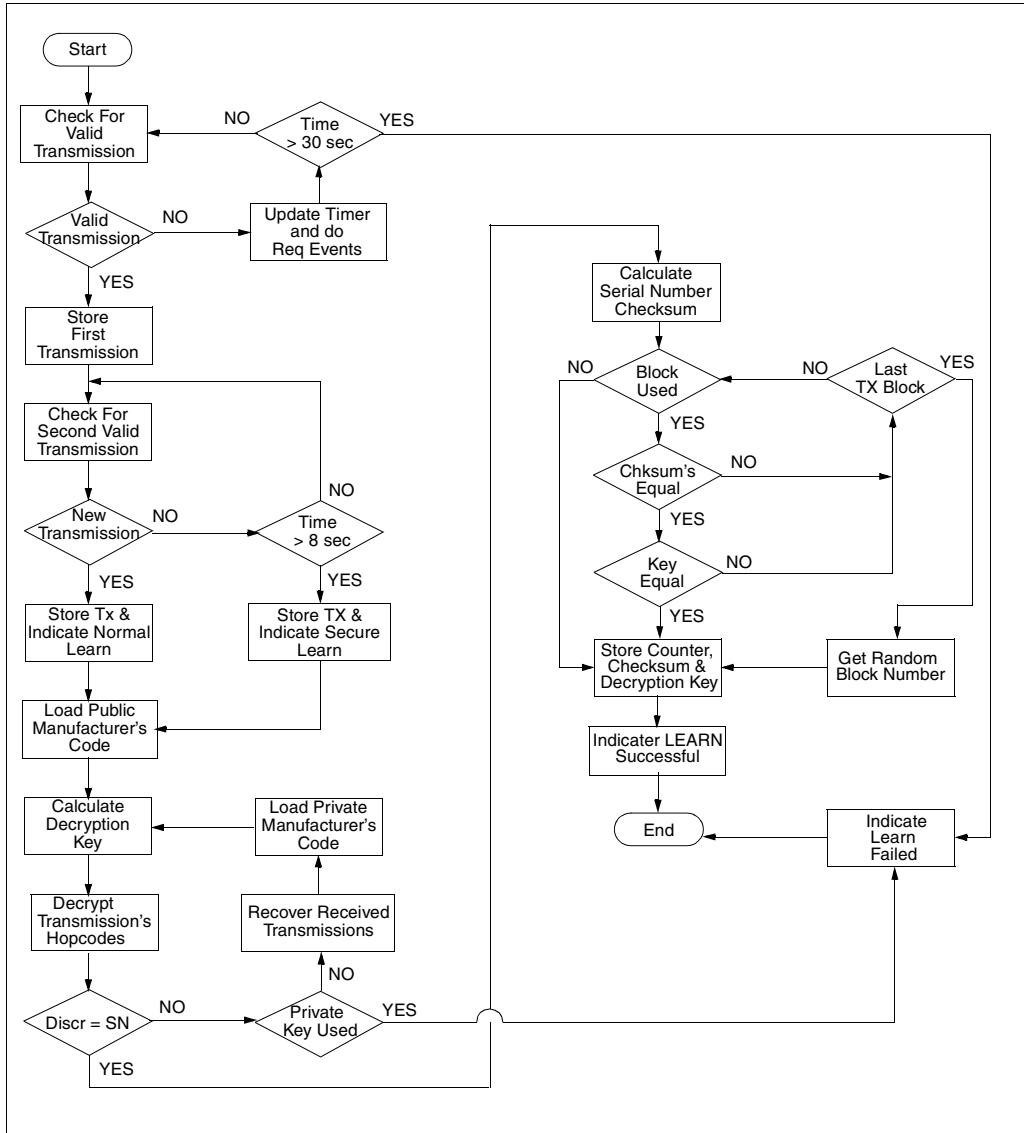 Start
Check For
Valid
Transmission
NO
Time
> 30 sec
YES
Valid
Transmission
NO
Update Timer
and do
Req Events
YES
Store
First
Transmission
Check For
Second Valid
Transmission
NO
New
Transmission
NO
Time
> 8 sec
YES
YES
Store Tx &
Indicate Normal
Learn
Store TX &
Indicate Secure
Learn
Load Public
Manufacturer's
Code
Calculate
Decryption
Key
Load Private
Manufacturer's
Code
Decrypt
Transmission's
Hopcodes
Recover Received
Transmissions
NO
Discr = SN
NO
Private
Key Used
YES
YES
Calculate
Serial Number
Checksum
NO
Block
Used
NO
Last
TX Block
YES
YES
Chksum's
Equal
NO
YES
Key
Equal
NO
YES
Store Counter,
Checksum &
Decryption Key
Get Random
Block Number
Indicater LEARN
Successful
End
Indicate
Learn
Failed